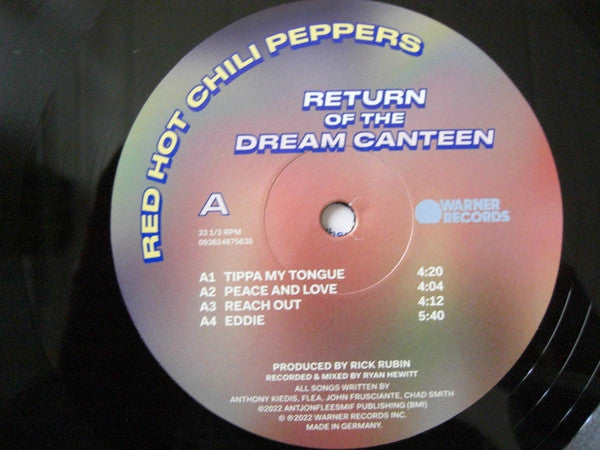 RED HOT CHILI PEPPERS
RETURN
OF THE
DREAM CANTEEN
A
WARNER
RECORDS
33 1/3 RPM
093624875635
A1 TIPPA MY TONGUE 4:20
A2 PEACE AND LOVE 4:04
A3 REACH OUT 4:12
A4 EDDIE 5:40
PRODUCED BY RICK RUBIN
RECORDED & MIXED BY RYAN HEWITT
ALL SONGS WRITTEN BY
ANTHONY KIEDIS, FLEA, JOHN FRUSCIANTE, CHAD SMITH
©2022 ANTJONFLEESMIF PUBLISHING (BMI)
© ℗ 2022 WARNER RECORDS INC.
MADE IN GERMANY.